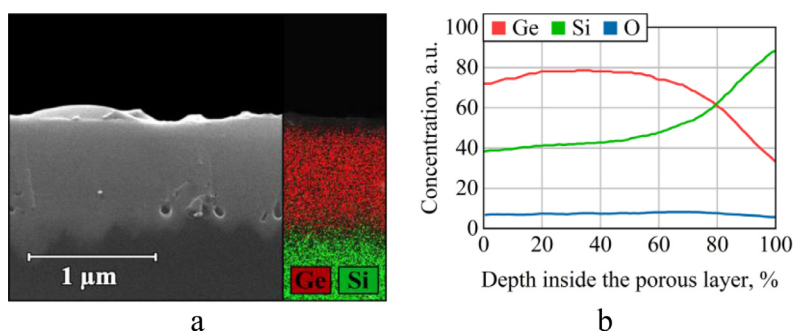 1 µm
Ge Si
a
Concentration, a.u.
100
80
60
40
20
0
Ge Si O
0 20 40 60 80 100
Depth inside the porous layer, %
b